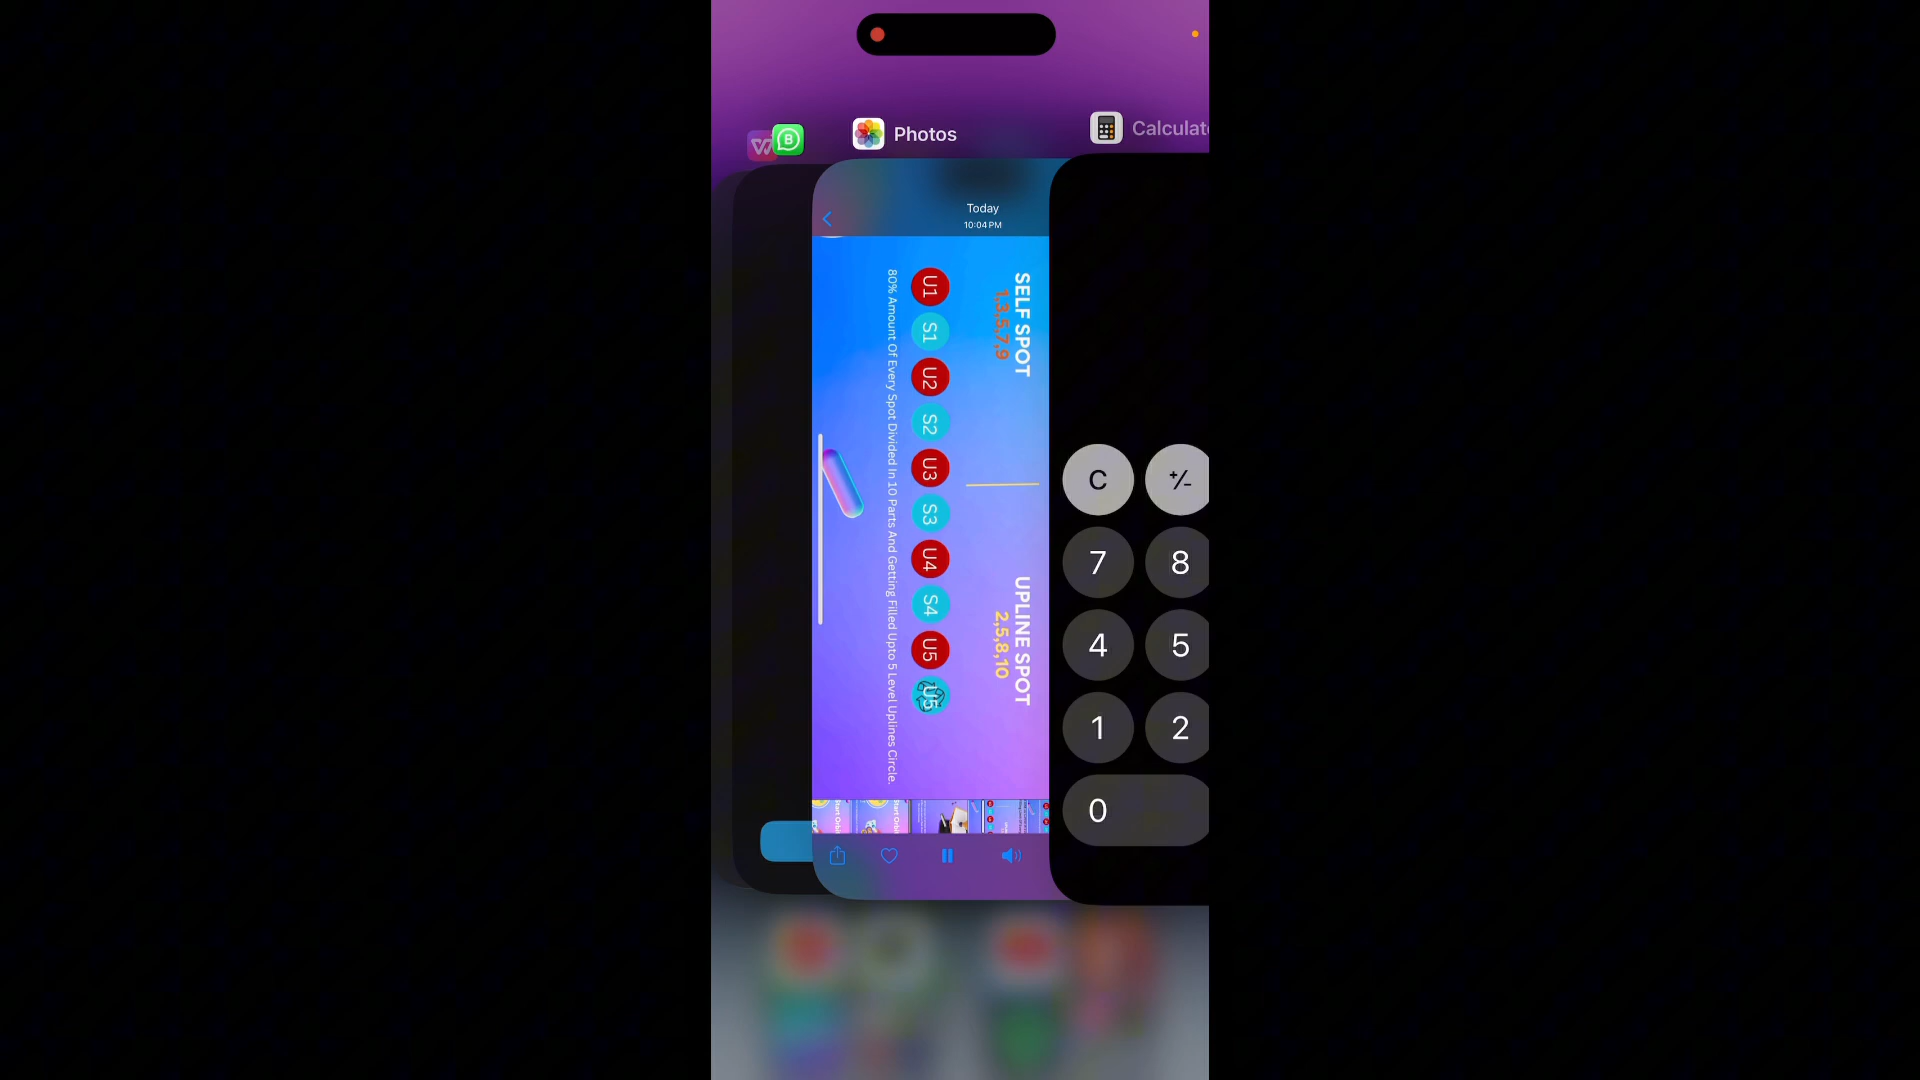 Photos
Calculat
Today
10:04 PM
SELF SPOT
1,3,5,7,9
UPLINE SPOT
2,5,8,10
U1 S1 U2 S2 U3 S3 U4 S4 U5 U5
80% Amount Of Every Spot Divided In 10 Parts And Getting Filled Upto 5 Level Uplines Circle.
C +/-
7 8
4 5
1 2
0